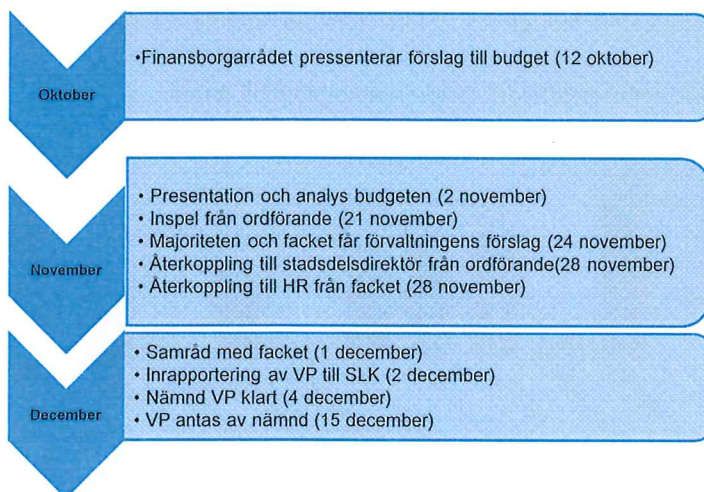 Oktober
•Finansborgarrådet pressenterar förslag till budget (12 oktober)
November
• Presentation och analys budgeten (2 november)
• Inspel från ordförande (21 november)
• Majoriteten och facket får förvaltningens förslag (24 november)
• Återkoppling till stadsdelsdirektör från ordförande(28 november)
• Återkoppling till HR från facket (28 november)
December
• Samråd med facket (1 december)
• Inrapportering av VP till SLK (2 december)
• Nämnd VP klart (4 december)
• VP antas av nämnd (15 december)